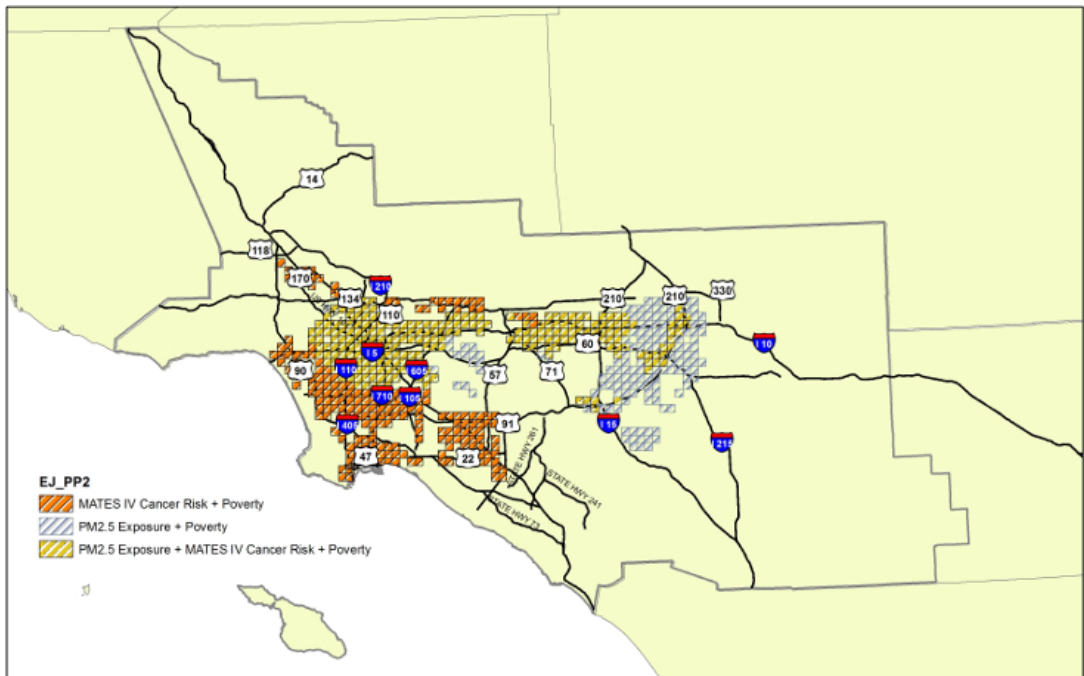 14
118
170
I 210
134
110
210
210
330
I 5
60
I 10
90
I 110
605
57
71
710
I 105
I 405
91
I 15
I 215
47
22
STATE HWY 261
STATE HWY 241
STATE HWY 73
EJ_PP2
MATES IV Cancer Risk + Poverty
PM2.5 Exposure + Poverty
PM2.5 Exposure + MATES IV Cancer Risk + Poverty